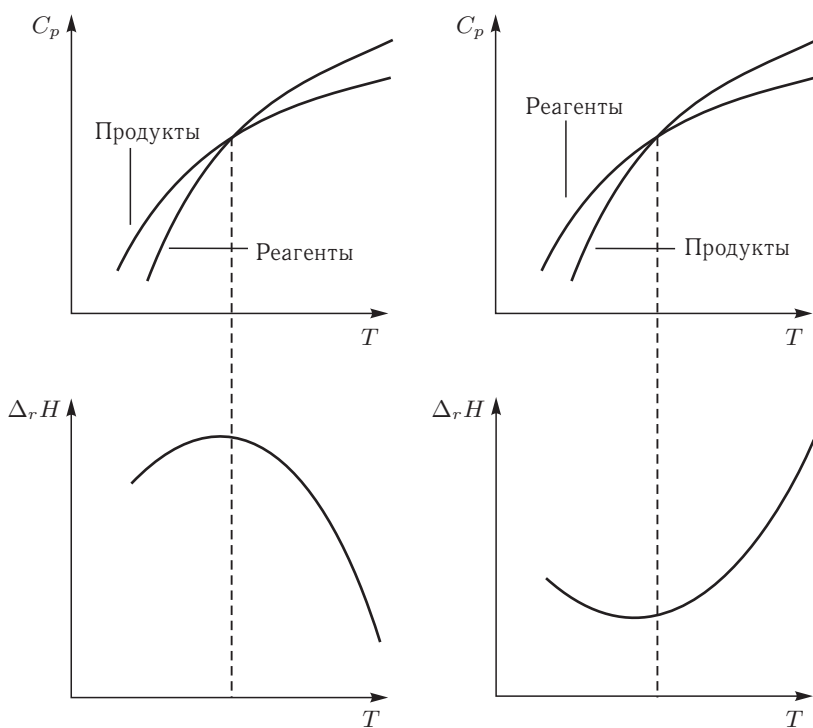 C_p
Продукты
Реагенты
T
C_p
Реагенты
Продукты
T
Δ_r H
T
Δ_r H
T